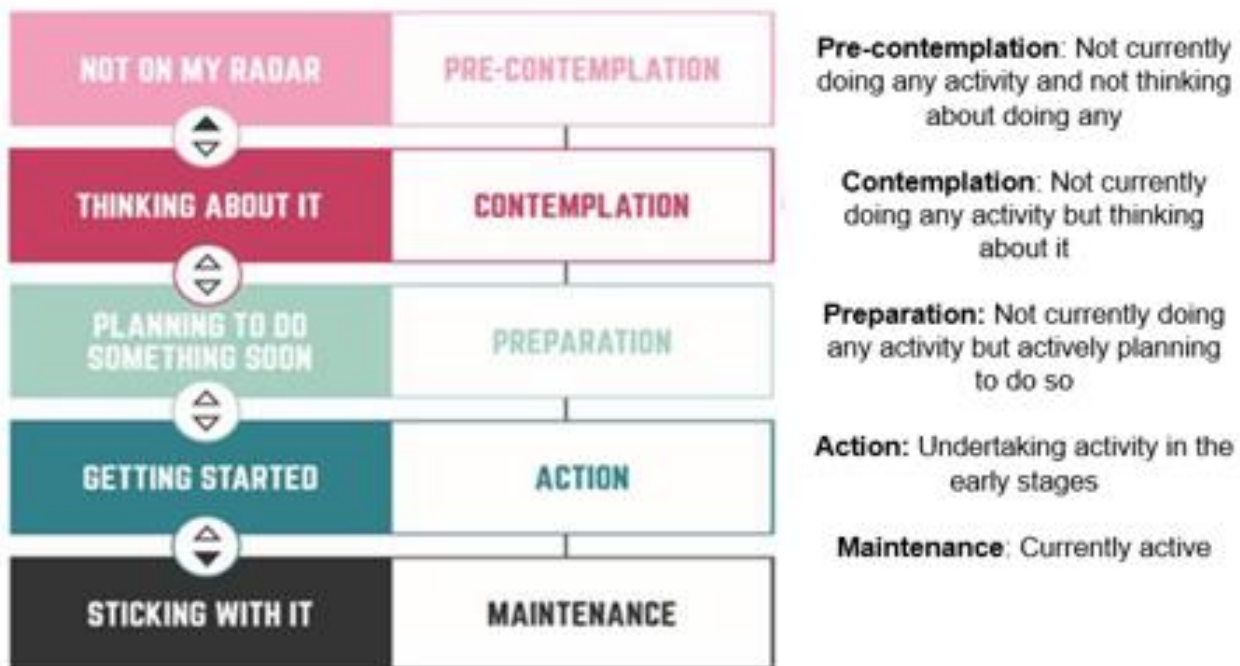 NOT ON MY RADAR
PRE-CONTEMPLATION
Pre-contemplation: Not currently
doing any activity and not thinking
about doing any
THINKING ABOUT IT
CONTEMPLATION
Contemplation: Not currently
doing any activity but thinking
about it
PLANNING TO DO
SOMETHING SOON
PREPARATION
Preparation: Not currently doing
any activity but actively planning
to do so
GETTING STARTED
ACTION
Action: Undertaking activity in the
early stages
STICKING WITH IT
MAINTENANCE
Maintenance: Currently active